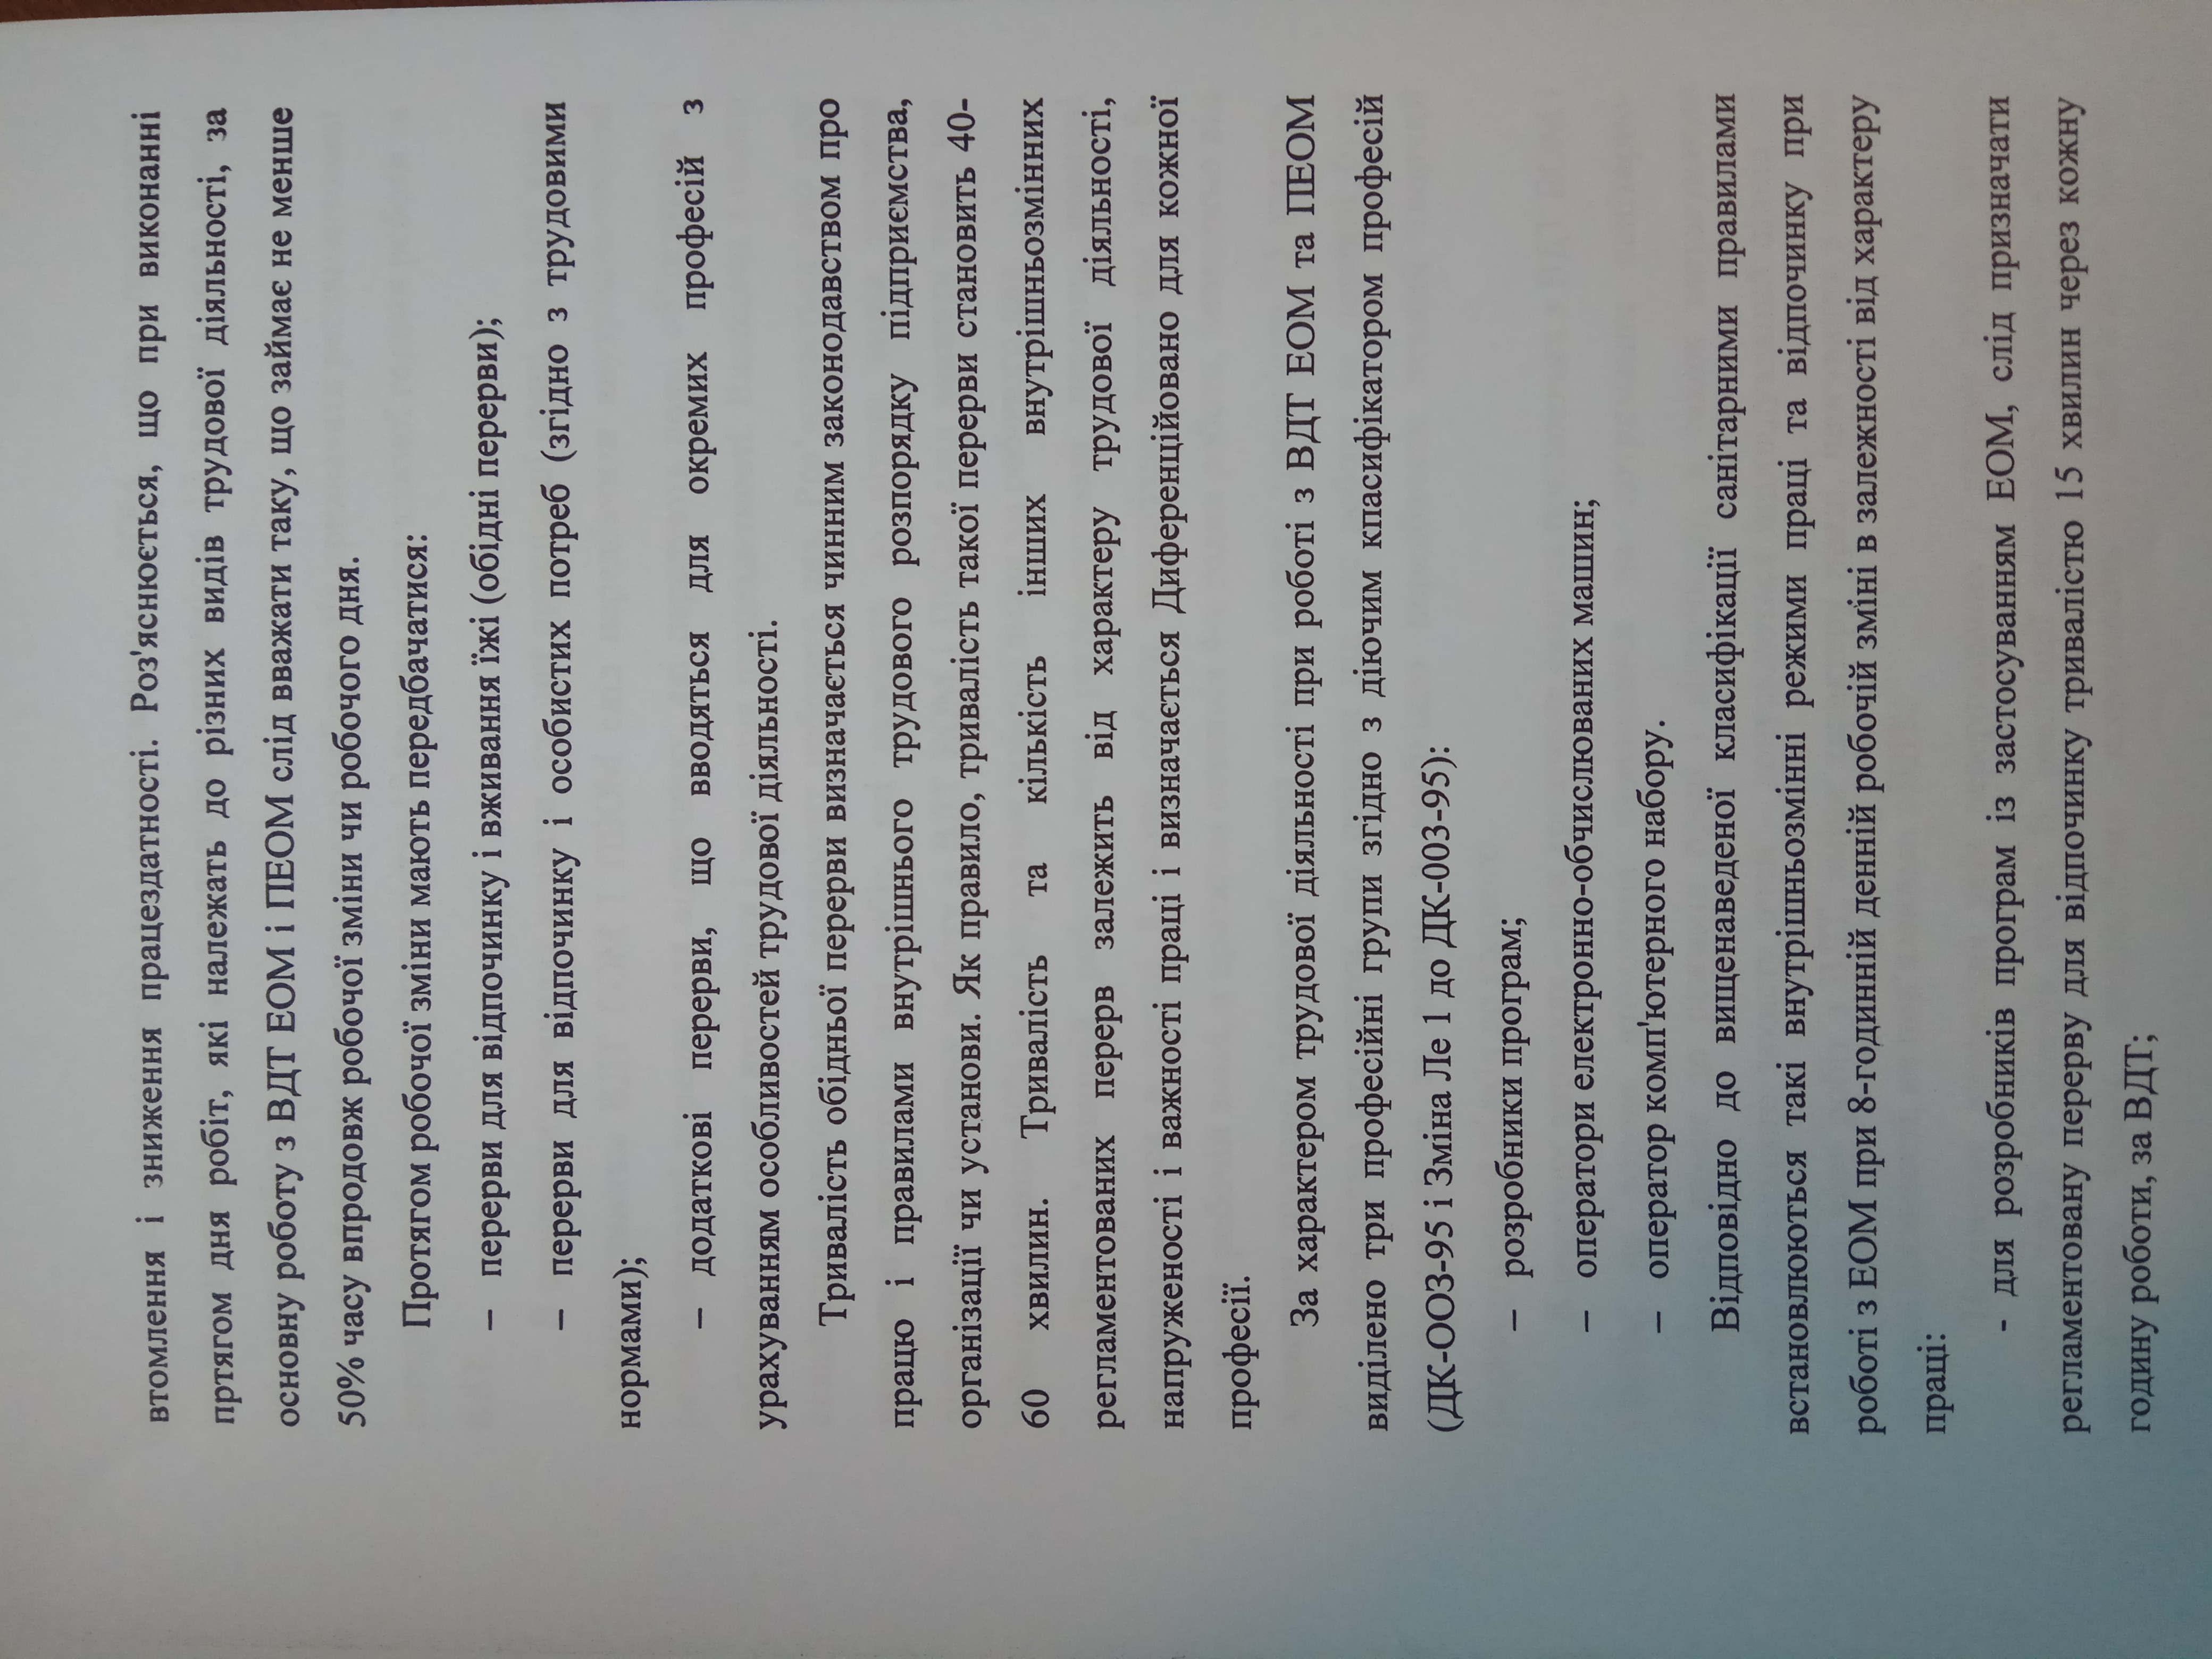 втомлення і зниження працездатності. Роз'яснюється, що при виконанні
пртягом дня робіт, які належать до різних видів трудової діяльності, за
основну роботу з ВДТ ЕОМ і ПЕОМ слід вважати таку, що займає не менше
50% часу впродовж робочої зміни чи робочого дня.
Протягом робочої зміни мають передбачатися:
– перерви для відпочинку і вживання їжі (обідні перерви);
– перерви для відпочинку і особистих потреб (згідно з трудовими
нормами);
– додаткові перерви, що вводяться для окремих професій з
урахуванням особливостей трудової діяльності.
Тривалість обідньої перерви визначається чинним законодавством про
працю і правилами внутрішнього трудового розпорядку підприємства,
організації чи установи. Як правило, тривалість такої перерви становить 40-
60 хвилин. Тривалість та кількість інших внутрішньозмінних
регламентованих перерв залежить від характеру трудової діяльності,
напруженості і важності праці і визначається Диференційовано для кожної
професії.
За характером трудової діяльності при роботі з ВДТ ЕОМ та ПЕОМ
виділено три професійні групи згідно з діючим кпасифікатором професій
(ДК-ООЗ-95 і Зміна Ле 1 до ДК-003-95):
– розробники програм;
– оператори електронно-обчислюваних машин;
– оператор комп'ютерного набору.
Відповідно до вищенаведеної класифікації санітарними правилами
встановлюються такі внутрішньозмінні режими праці та відпочинку при
роботі з ЕОМ при 8-годинній денній робочій зміні в залежності від характеру
праці:
- для розробників програм із застосуванням ЕОМ, слід призначати
регламентовану перерву для відпочинку тривалістю 15 хвилин через кожну
годину роботи, за ВДТ;